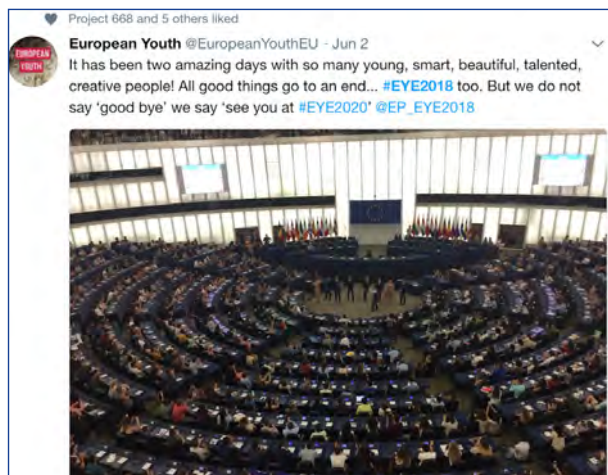 Project 668 and 5 others liked
European Youth @EuropeanYouthEU · Jun 2
EUROPEAN
YOUTH
It has been two amazing days with so many young, smart, beautiful, talented,
creative people! All good things go to an end... #EYE2018 too. But we do not
say ‘good bye’ we say ‘see you at #EYE2020’ @EP_EYE2018